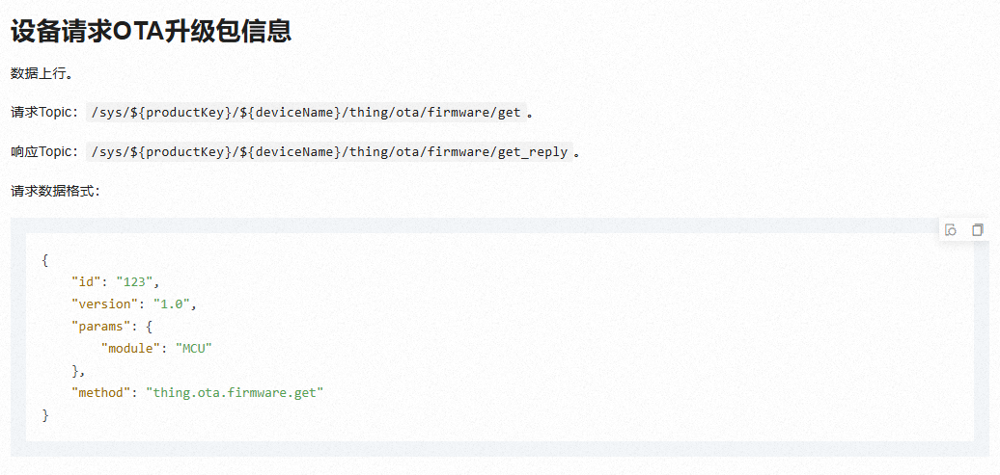 设备请求OTA升级包信息
数据上行。
请求Topic：/sys/${productKey}/${deviceName}/thing/ota/firmware/get。
响应Topic：/sys/${productKey}/${deviceName}/thing/ota/firmware/get_reply。
请求数据格式：
{
    "id": "123",
    "version": "1.0",
    "params": {
        "module": "MCU"
    },
    "method": "thing.ota.firmware.get"
}